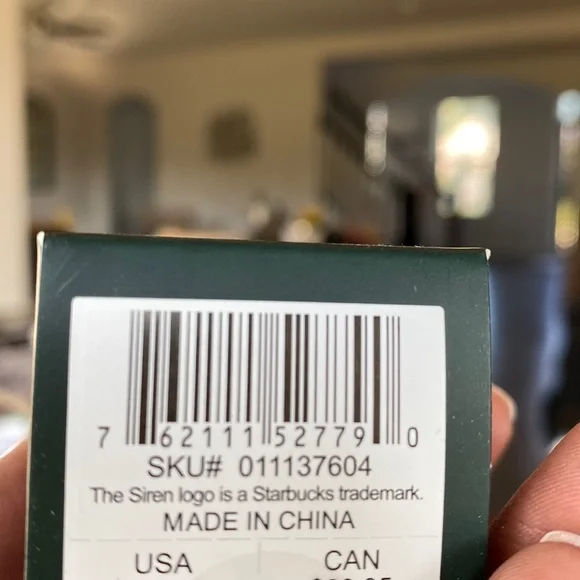 7 62111 52779 0
SKU# 011137604
The Siren logo is a Starbucks trademark.
MADE IN CHINA
USA CAN